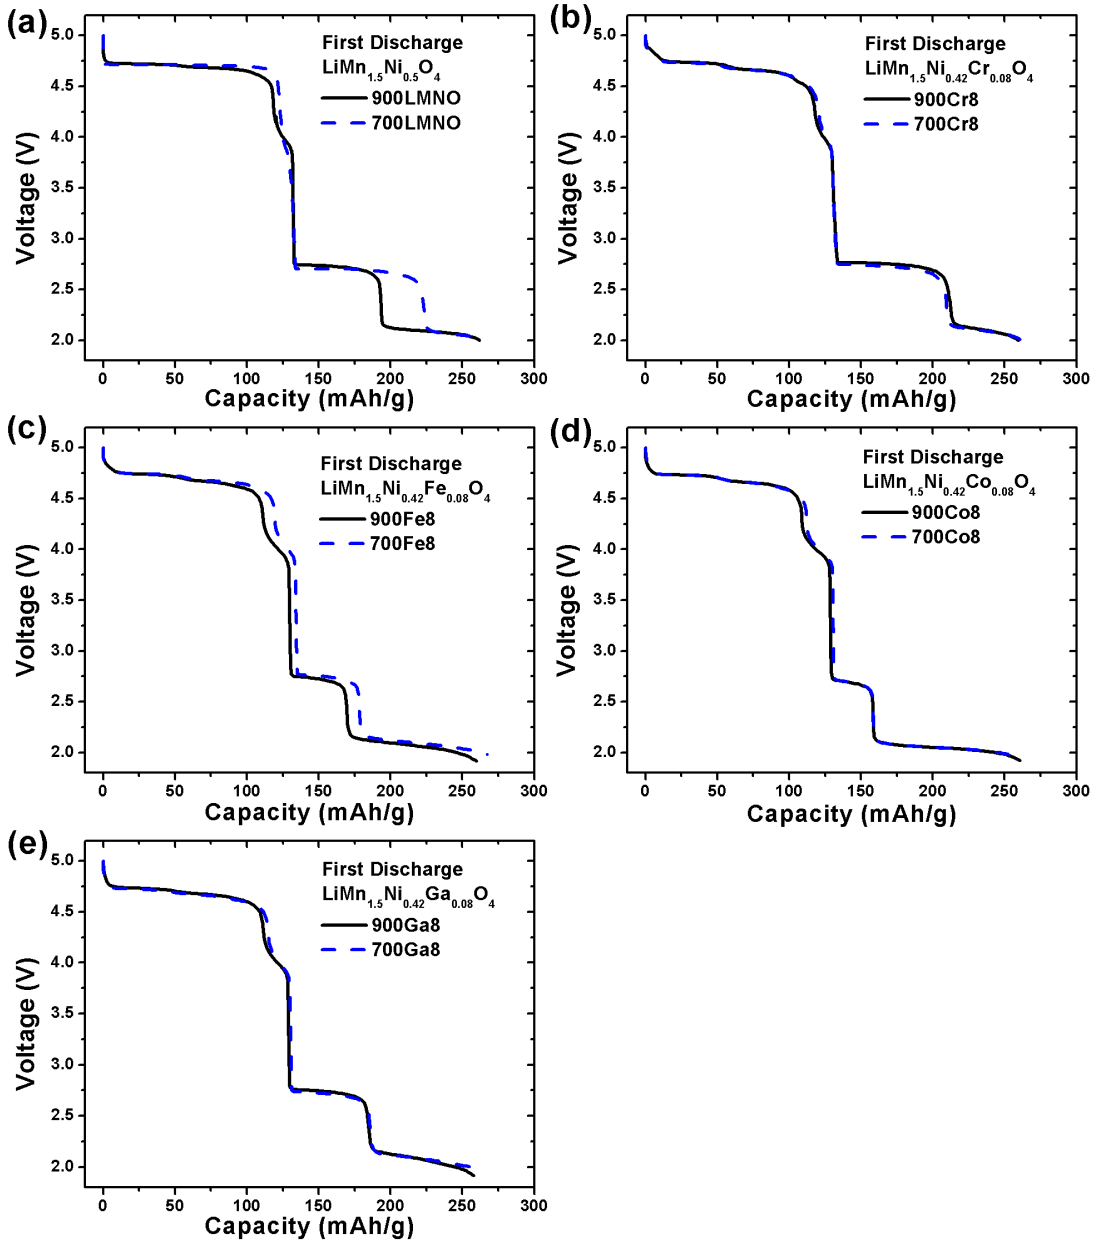 (a)
First Discharge
LiMn1.5Ni0.5O4
900LMNO
700LMNO
5.0
4.5
4.0
3.5
3.0
2.5
2.0
Voltage (V)
0 50 100 150 200 250 300
Capacity (mAh/g)
(b)
First Discharge
LiMn1.5Ni0.42Cr0.08O4
900Cr8
700Cr8
5.0
4.5
4.0
3.5
3.0
2.5
2.0
Voltage (V)
0 50 100 150 200 250 300
Capacity (mAh/g)
(c)
First Discharge
LiMn1.5Ni0.42Fe0.08O4
900Fe8
700Fe8
5.0
4.5
4.0
3.5
3.0
2.5
2.0
Voltage (V)
0 50 100 150 200 250 300
Capacity (mAh/g)
(d)
First Discharge
LiMn1.5Ni0.42Co0.08O4
900Co8
700Co8
5.0
4.5
4.0
3.5
3.0
2.5
2.0
Voltage (V)
0 50 100 150 200 250 300
Capacity (mAh/g)
(e)
First Discharge
LiMn1.5Ni0.42Ga0.08O4
900Ga8
700Ga8
5.0
4.5
4.0
3.5
3.0
2.5
2.0
Voltage (V)
0 50 100 150 200 250 300
Capacity (mAh/g)